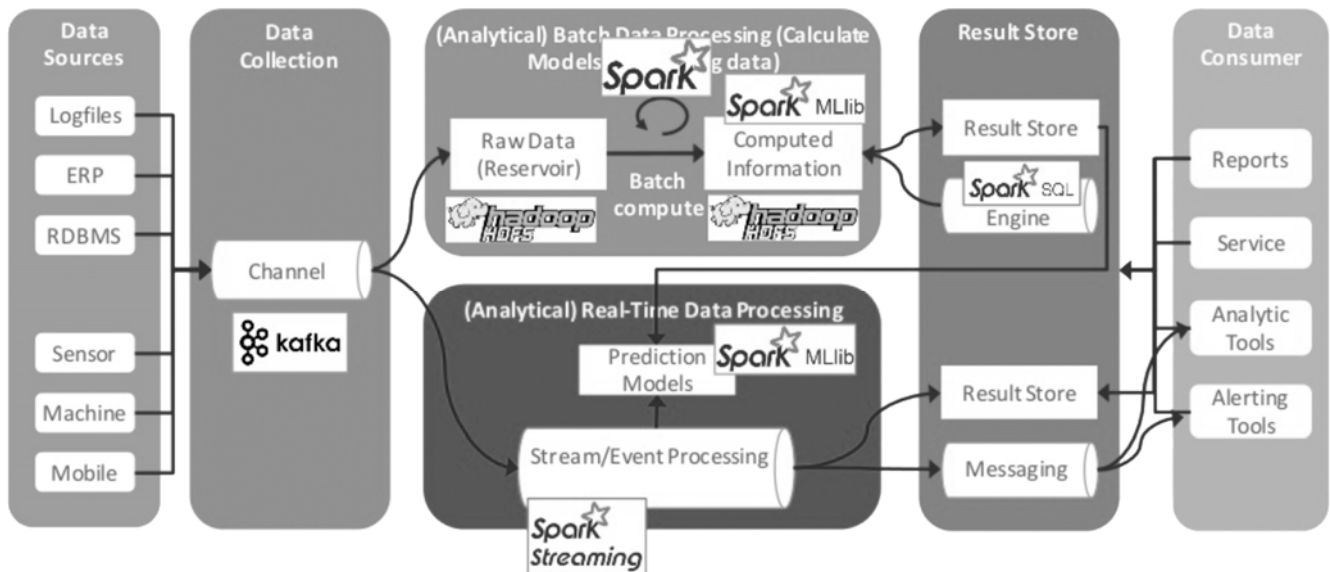 Data
Sources
Logfiles
ERP
RDBMS
Sensor
Machine
Mobile
Data
Collection
Channel
kafka
(Analytical) Batch Data Processing (Calculate
Models g data)
Spark
Spark MLlib
Raw Data
(Reservoir)
Computed
Information
Batch
compute
hadoop
HDFS
hadoop
HDFS
(Analytical) Real-Time Data Processing
Spark MLlib
Prediction
Models
Stream/Event Processing
Spark
Streaming
Result Store
Result Store
Spark SQL
Engine
Result Store
Messaging
Data
Consumer
Reports
Service
Analytic
Tools
Alerting
Tools